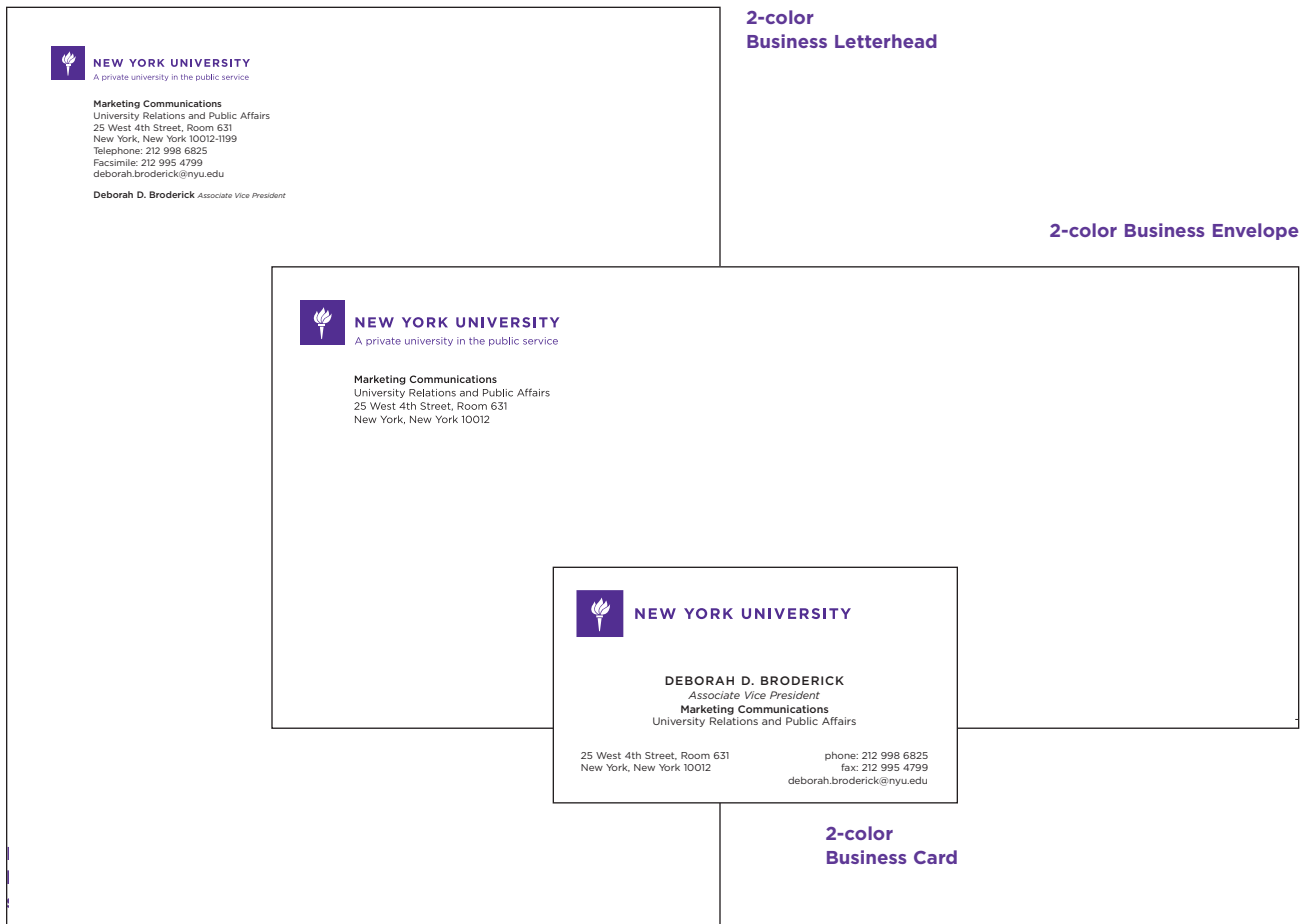 2-color
Business Letterhead
NEW YORK UNIVERSITY
A private university in the public service
Marketing Communications
University Relations and Public Affairs
25 West 4th Street, Room 631
New York, New York 10012-1199
Telephone: 212 998 6825
Facsimile: 212 995 4799
deborah.broderick@nyu.edu
Deborah D. Broderick Associate Vice President
2-color Business Envelope
NEW YORK UNIVERSITY
A private university in the public service
Marketing Communications
University Relations and Public Affairs
25 West 4th Street, Room 631
New York, New York 10012
NEW YORK UNIVERSITY
DEBORAH D. BRODERICK
Associate Vice President
Marketing Communications
University Relations and Public Affairs
25 West 4th Street, Room 631
New York, New York 10012
phone: 212 998 6825
fax: 212 995 4799
deborah.broderick@nyu.edu
2-color
Business Card